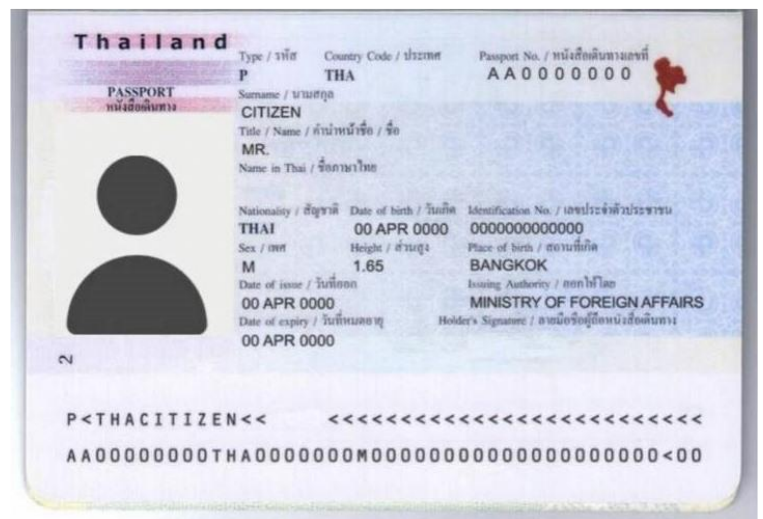 Thailand
PASSPORT
หนังสือเดินทาง
Type / รหัส Country Code / ประเทศ Passport No. / หนังสือเดินทางเลขที่
P THA AA0000000
Surname / นามสกุล
CITIZEN
Title / Name / คำนำหน้าชื่อ / ชื่อ
MR.
Name in Thai / ชื่อภาษาไทย
Nationality / สัญชาติ Date of birth / วันเกิด Identification No. / เลขประจำตัวประชาชน
THAI 00 APR 0000 0000000000000
Sex / เพศ Height / ส่วนสูง Place of birth / สถานที่เกิด
M 1.65 BANGKOK
Date of issue / วันที่ออก Issuing Authority / ออกให้โดย
00 APR 0000 MINISTRY OF FOREIGN AFFAIRS
Date of expiry / วันที่หมดอายุ Holder's Signature / ลายมือชื่อผู้ถือหนังสือเดินทาง
00 APR 0000
2
P<THACITIZEN<< <<<<<<<<<<<<<<<<<<<<<<<<<<
AA00000000THA0000000M0000000000000000000000<00